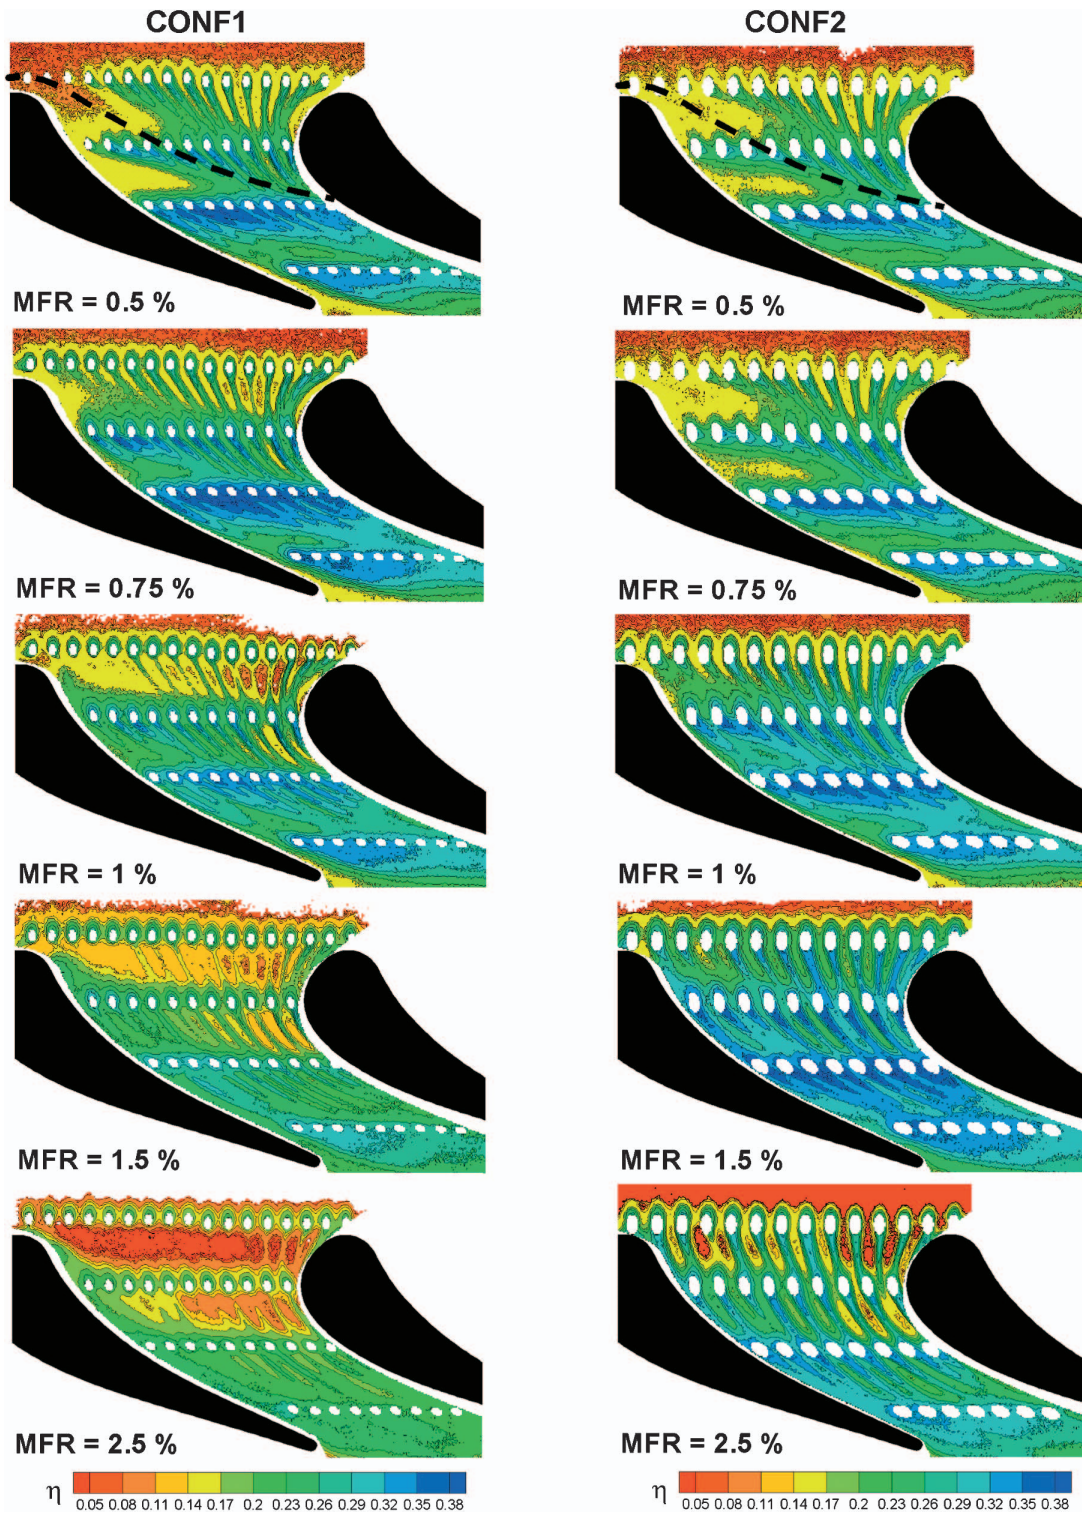 CONF1 CONF2
MFR = 0.5 % MFR = 0.5 %
MFR = 0.75 % MFR = 0.75 %
MFR = 1 % MFR = 1 %
MFR = 1.5 % MFR = 1.5 %
MFR = 2.5 % MFR = 2.5 %
η 0.05 0.08 0.11 0.14 0.17 0.2 0.23 0.26 0.29 0.32 0.35 0.38 η 0.05 0.08 0.11 0.14 0.17 0.2 0.23 0.26 0.29 0.32 0.35 0.38